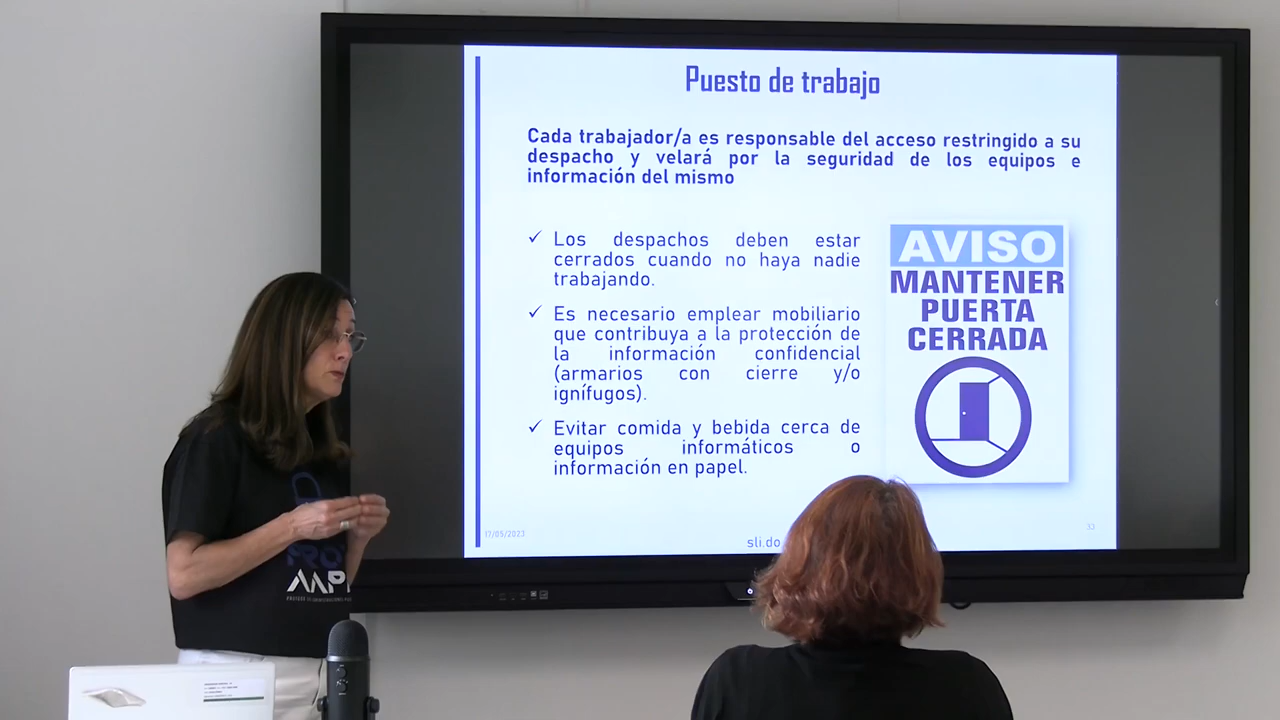 Puesto de trabajo
Cada trabajador/a es responsable del acceso restringido a su
despacho y velará por la seguridad de los equipos e
información del mismo
✓ Los despachos deben estar
cerrados cuando no haya nadie
trabajando.
✓ Es necesario emplear mobiliario
que contribuya a la protección de
la información confidencial
(armarios con cierre y/o
ignífugos).
✓ Evitar comida y bebida cerca de
equipos informáticos o
información en papel.
AVISO
MANTENER
PUERTA
CERRADA
17/05/2023
sli.do
33